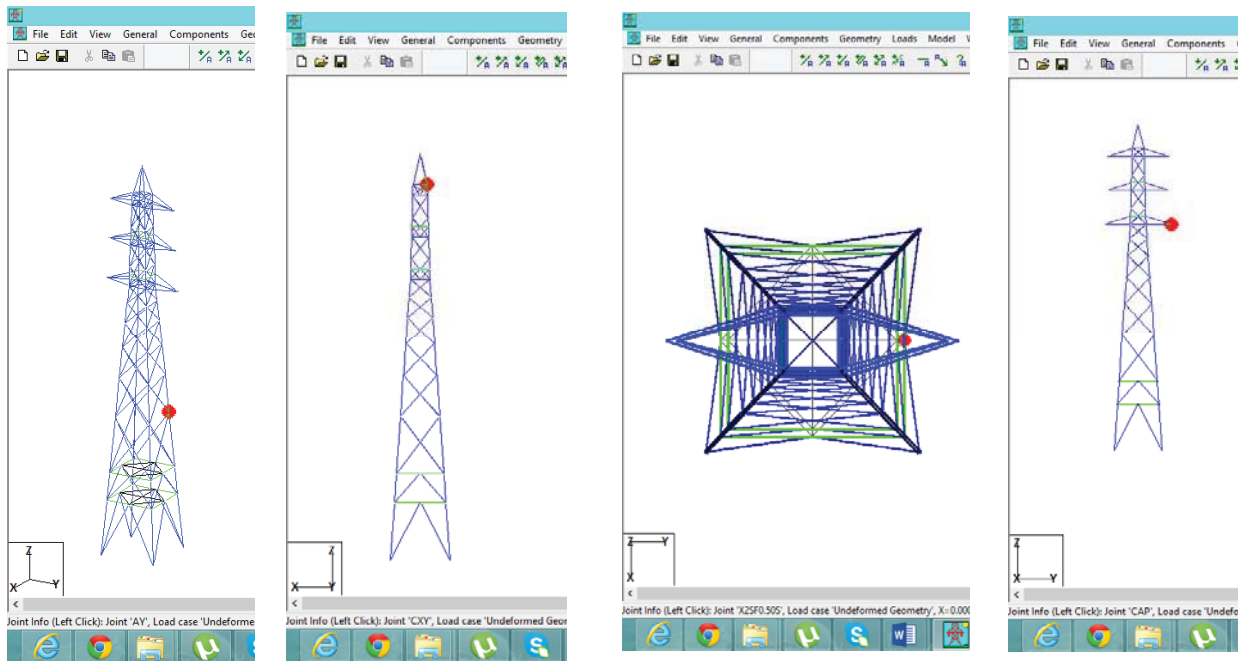 File Edit View General Components Geo
Z
X
Y
<
Joint Info (Left Click): Joint 'AY', Load case 'Undeforme
File Edit View General Components Geometry
Z
X
Y
Joint Info (Left Click): Joint 'CXY', Load case 'Undeformed Geor
File Edit View General Components Geometry Loads Model
Z
Y
X
<
Joint Info (Left Click): Joint 'X2SF0.50S', Load case 'Undeformed Geometry', X=0.000
File Edit View General Components
Z
X
Y
<
Joint Info (Left Click): Joint 'CAP', Load case 'Undefo